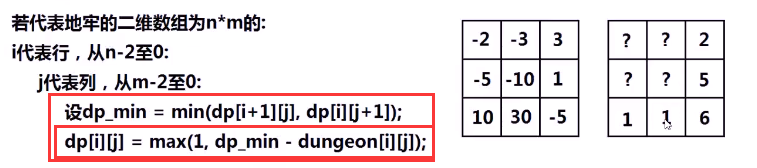 若代表地牢的二维数组为n*m的:
i代表行，从n-2至0:
j代表列，从m-2至0:
设dp_min = min(dp[i+1][j], dp[i][j+1]);
dp[i][j] = max(1, dp_min - dungeon[i][j]);
-2 -3 3
-5 -10 1
10 30 -5
? ? 2
? ? 5
1 1 6